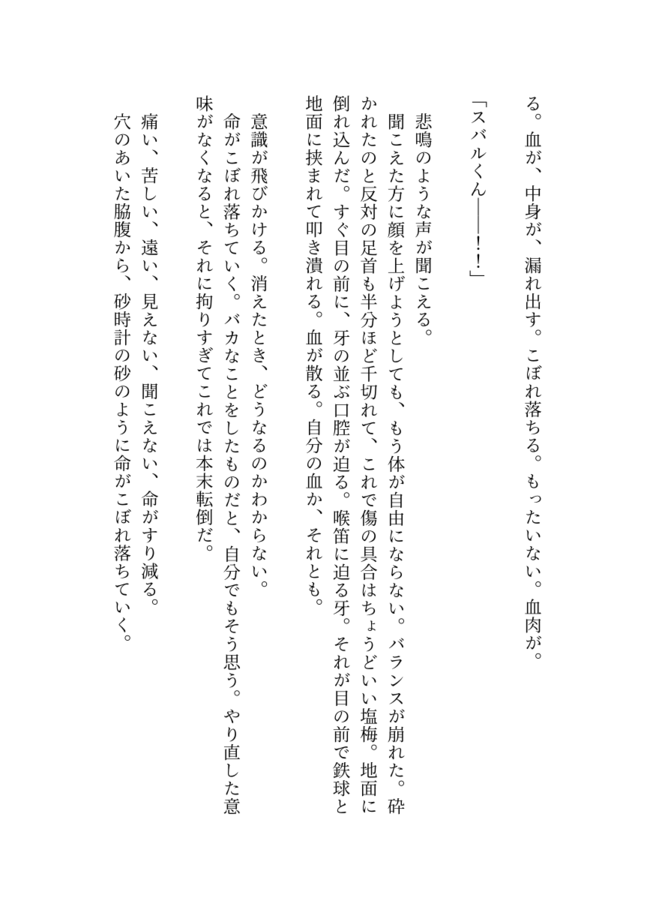 る。血が、中身が、漏れ出す。こぼれ落ちる。もったいない。血肉が。
「スバルくん――！！」
悲鳴のような声が聞こえる。
聞こえた方に顔を上げようとしても、もう体が自由にならない。バランスが崩れた。砕
かれたのと反対の足首も半分ほど千切れて、これで傷の具合はちょうどいい塩梅。地面に
倒れ込んだ。すぐ目の前に、牙の並ぶ口腔が迫る。喉笛に迫る牙。それが目の前で鉄球と
地面に挟まれて叩き潰れる。血が散る。自分の血か、それとも。
意識が飛びかける。消えたとき、どうなるのかわからない。
命がこぼれ落ちていく。バカなことをしたものだと、自分でもそう思う。やり直した意
味がなくなると、それに拘りすぎてこれでは本末転倒だ。
痛い、苦しい、遠い、見えない、聞こえない、命がすり減る。
穴のあいた脇腹から、砂時計の砂のように命がこぼれ落ちていく。